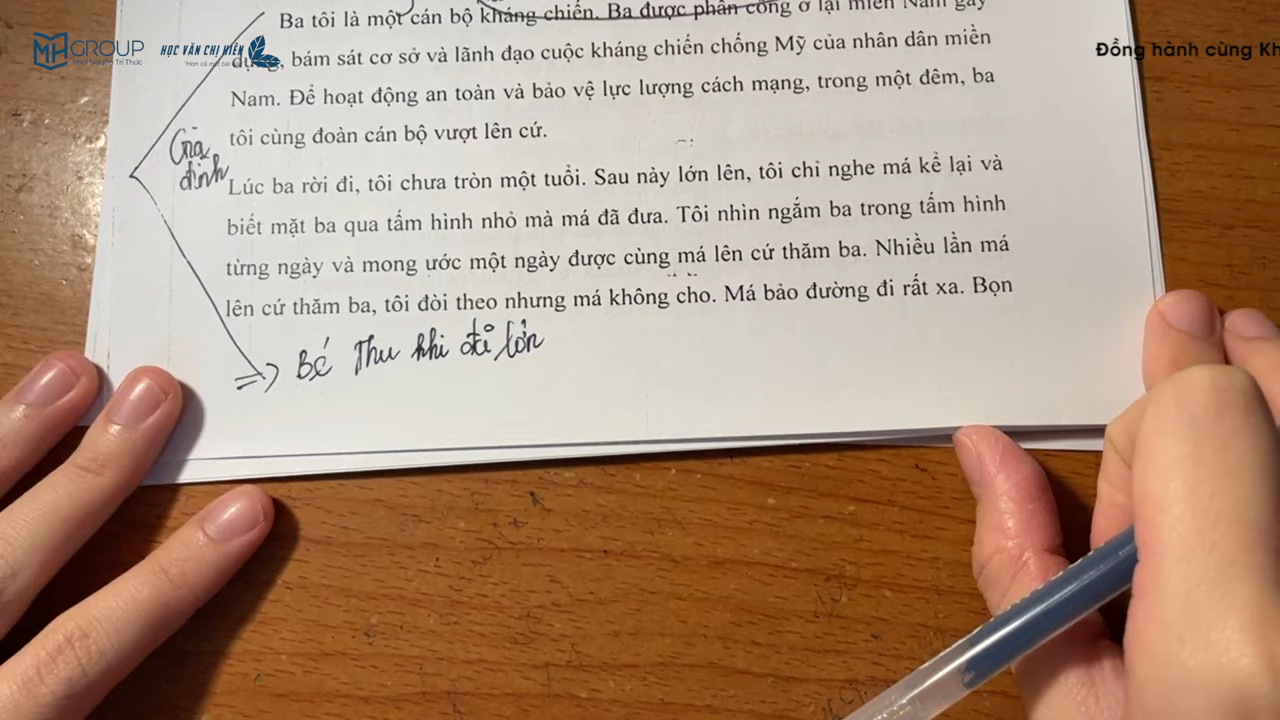 Ba tôi là một cán bộ kháng chiến. Ba được phân công ở lại miền Nam gây
dựng, bám sát cơ sở và lãnh đạo cuộc kháng chiến chống Mỹ của nhân dân miền
Nam. Để hoạt động an toàn và bảo vệ lực lượng cách mạng, trong một đêm, ba
tôi cùng đoàn cán bộ vượt lên cứ.
Lúc ba rời đi, tôi chưa tròn một tuổi. Sau này lớn lên, tôi chỉ nghe má kể lại và
biết mặt ba qua tấm hình nhỏ mà má đã đưa. Tôi nhìn ngắm ba trong tấm hình
từng ngày và mong ước một ngày được cùng má lên cứ thăm ba. Nhiều lần má
lên cứ thăm ba, tôi đòi theo nhưng má không cho. Má bảo đường đi rất xa. Bọn
Gia
đình
=> Bé Thu khi đã lớn
MH GROUP
Khơi Nguồn Tri Thức
HỌC VĂN CHỊ HIÊN
Đồng hành cùng Kh